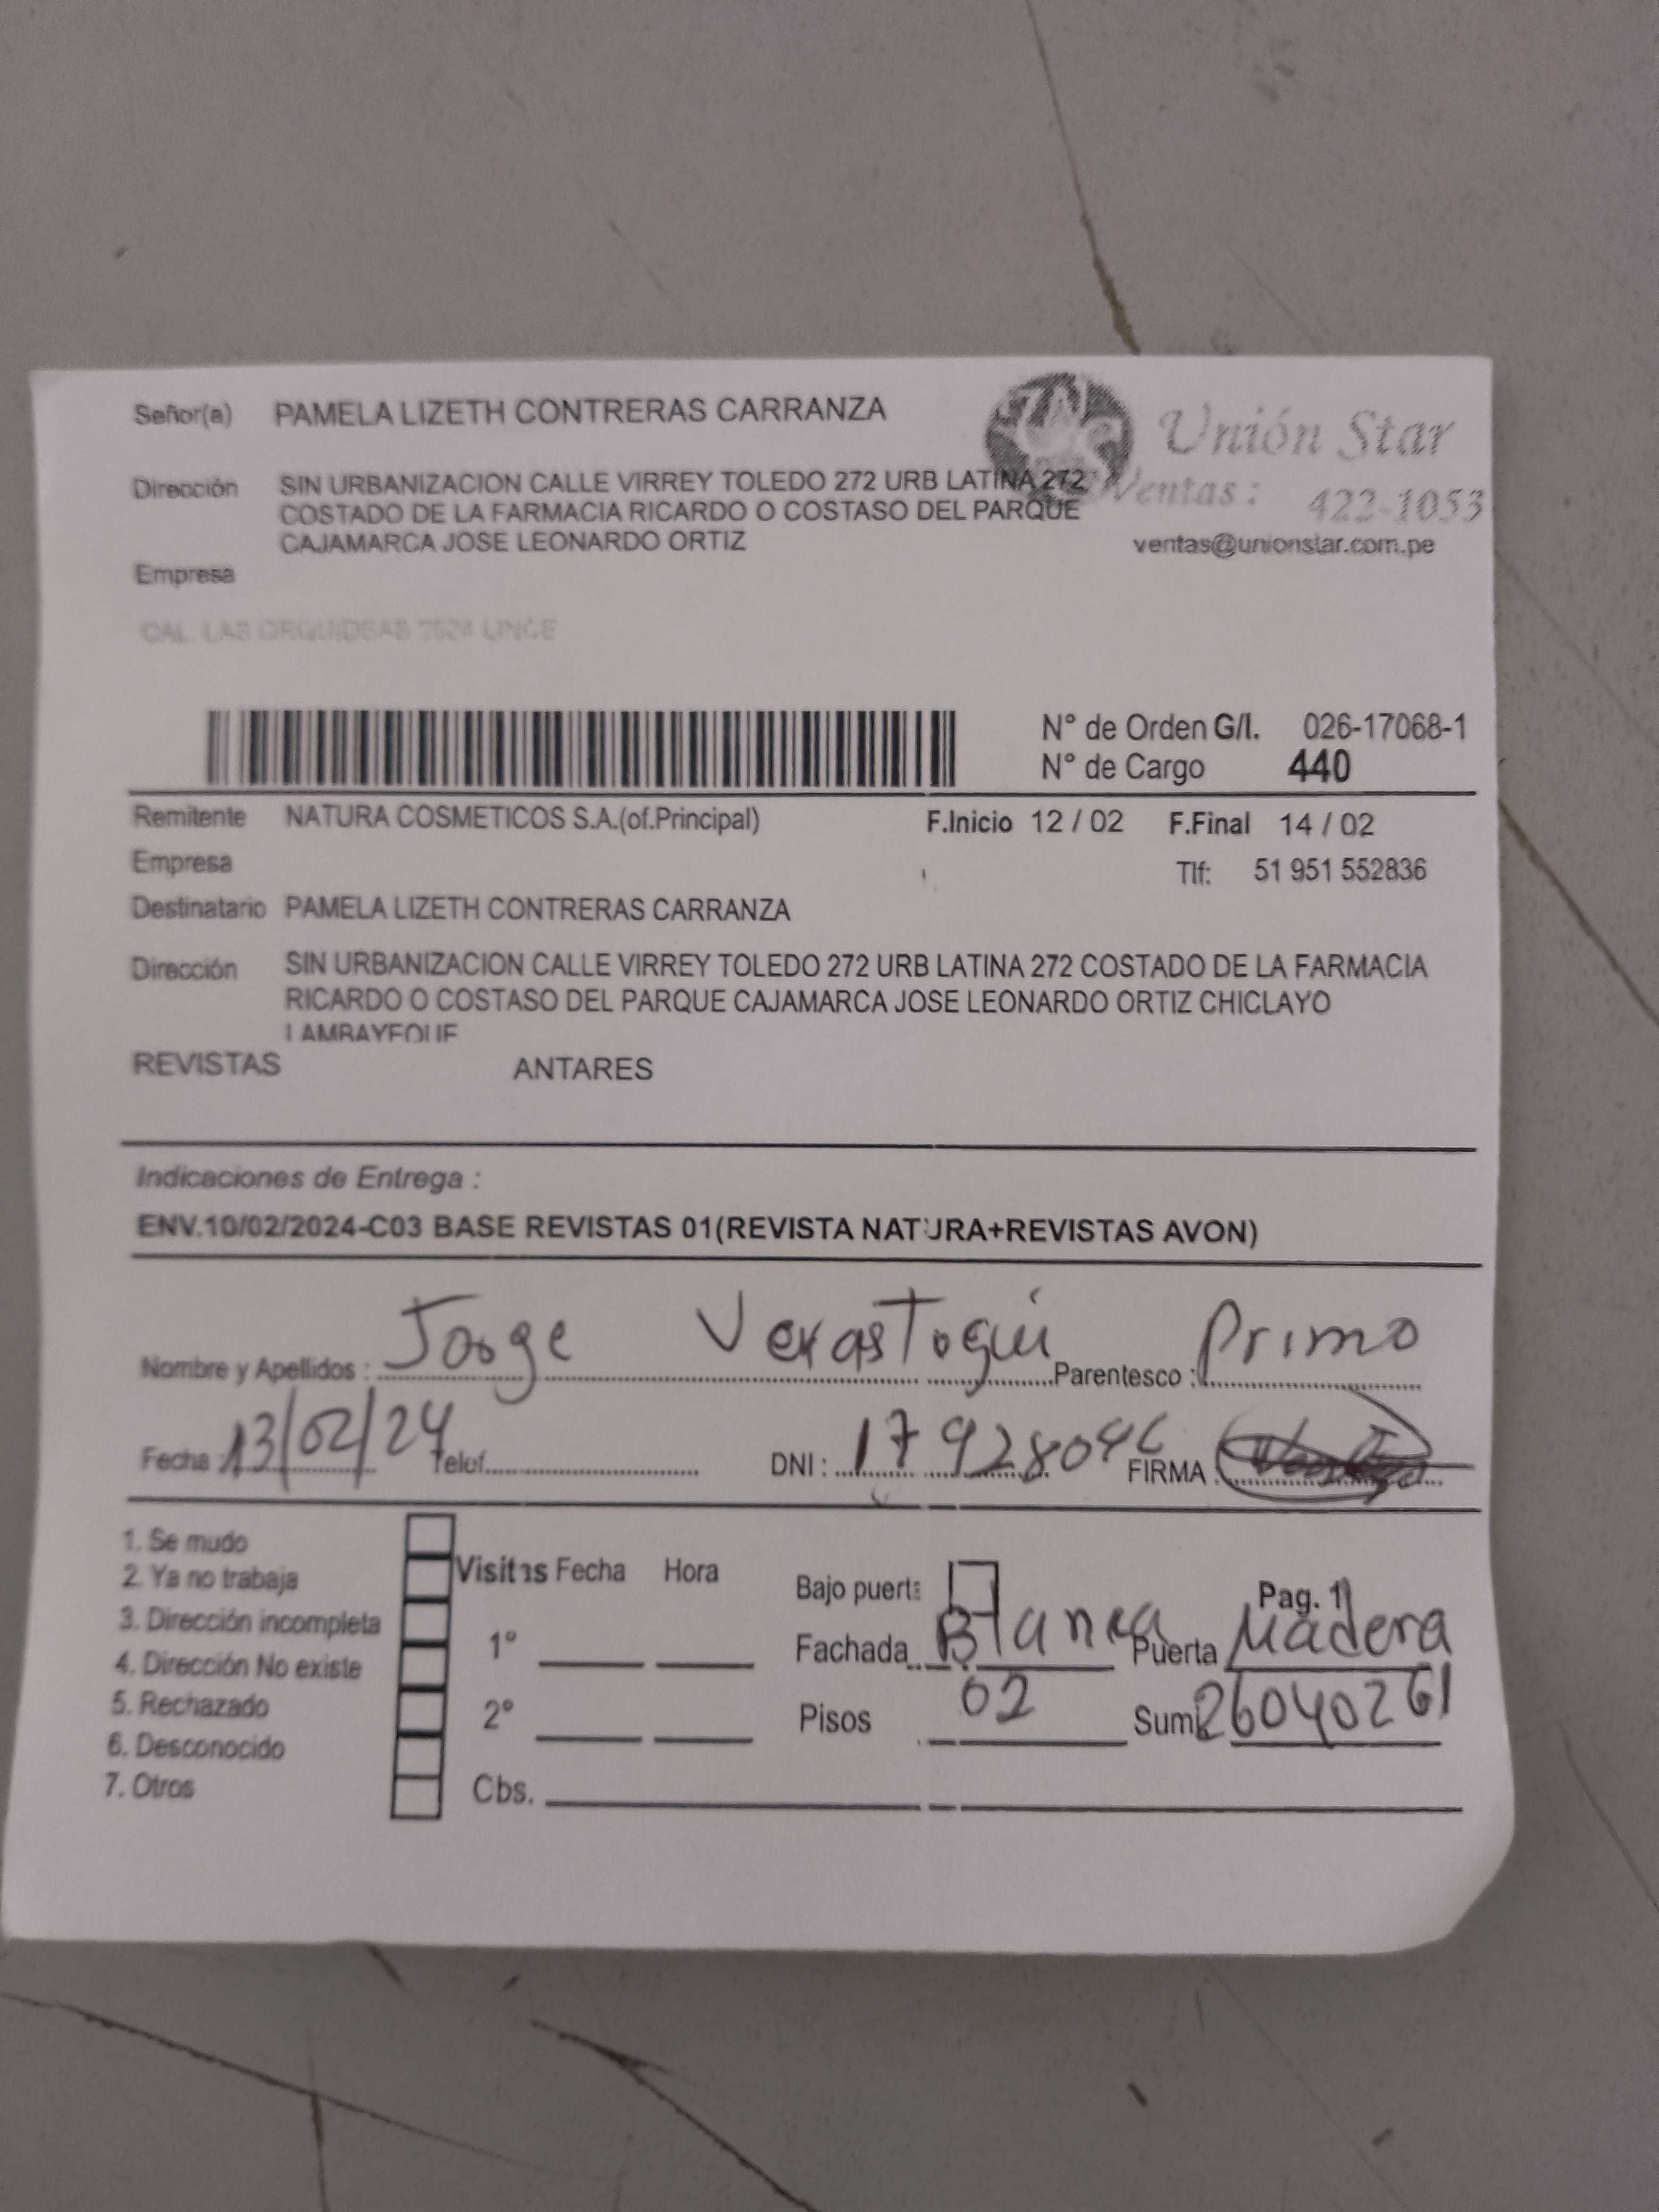 Señor(a) PAMELA LIZETH CONTRERAS CARRANZA
Unión Star
Dirección SIN URBANIZACION CALLE VIRREY TOLEDO 272 URB LATINA 272
Ventas : 422-1053
COSTADO DE LA FARMACIA RICARDO O COSTASO DEL PARQUE
CAJAMARCA JOSE LEONARDO ORTIZ
ventas@unionstar.com.pe
Empresa
CAL LAS ORQUIDEAS 2624 LINCE
N° de Orden G/I. 026-17068-1
N° de Cargo 440
Remitente NATURA COSMETICOS S.A.(of.Principal) F.Inicio 12 / 02 F.Final 14 / 02
Empresa Tlf: 51 951 552836
Destinatario PAMELA LIZETH CONTRERAS CARRANZA
Dirección SIN URBANIZACION CALLE VIRREY TOLEDO 272 URB LATINA 272 COSTADO DE LA FARMACIA
RICARDO O COSTASO DEL PARQUE CAJAMARCA JOSE LEONARDO ORTIZ CHICLAYO
LAMBAYEQUE
REVISTAS ANTARES
Indicaciones de Entrega :
ENV.10/02/2024-C03 BASE REVISTAS 01(REVISTA NATURA+REVISTAS AVON)
Nombre y Apellidos : Jorge Verastogui Parentesco : Primo
Fecha : 13/02/24 Telef. DNI : 17928046 FIRMA :
1. Se mudo
2. Ya no trabaja
3. Dirección incompleta
4. Dirección No existe
5. Rechazado
6. Desconocido
7. Otros
Visitas Fecha Hora
1°
2°
Cbs.
Bajo puerta Pag. 1
Fachada Blanca Puerta Madera
Pisos 02 Sum. 26040261